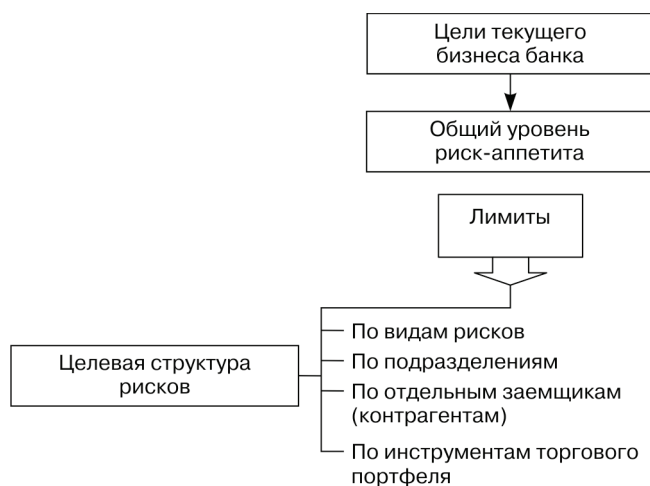 Цели текущего
бизнеса банка
Общий уровень
риск-аппетита
Лимиты
Целевая структура
рисков
По видам рисков
По подразделениям
По отдельным заемщикам
(контрагентам)
По инструментам торгового
портфеля